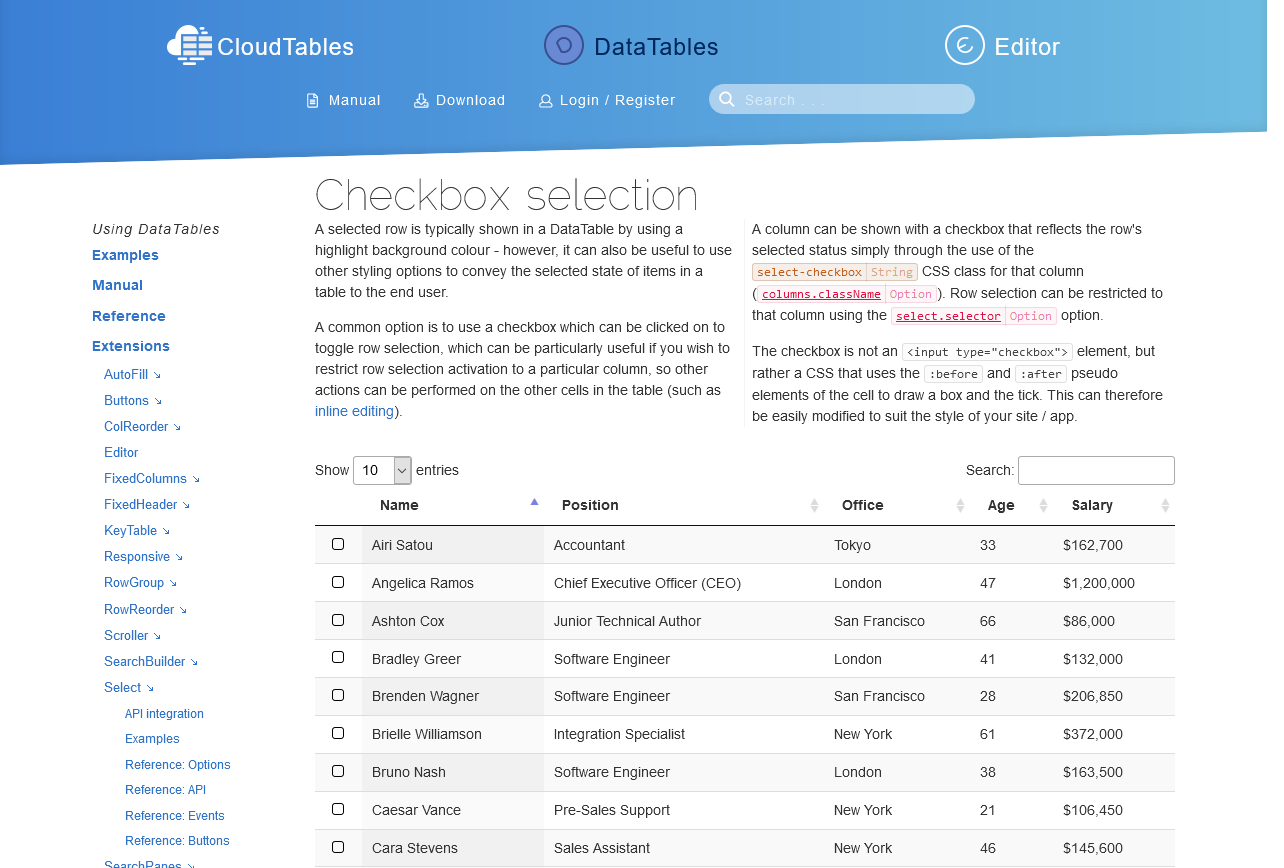 CloudTables
DataTables
Editor
Manual
Download
Login / Register
Search . . .
Using DataTables
Examples
Manual
Reference
Extensions
AutoFill
Buttons
ColReorder
Editor
FixedColumns
FixedHeader
KeyTable
Responsive
RowGroup
RowReorder
Scroller
SearchBuilder
Select
API integration
Examples
Reference: Options
Reference: API
Reference: Events
Reference: Buttons
SearchPanes
Checkbox selection
A selected row is typically shown in a DataTable by using a
highlight background colour - however, it can also be useful to use
other styling options to convey the selected state of items in a
table to the end user.
A common option is to use a checkbox which can be clicked on to
toggle row selection, which can be particularly useful if you wish to
restrict row selection activation to a particular column, so other
actions can be performed on the other cells in the table (such as
inline editing).
A column can be shown with a checkbox that reflects the row's
selected status simply through the use of the
select-checkbox String CSS class for that column
(columns.className Option). Row selection can be restricted to
that column using the select.selector Option option.
The checkbox is not an <input type="checkbox"> element, but
rather a CSS that uses the :before and :after pseudo
elements of the cell to draw a box and the tick. This can therefore
be easily modified to suit the style of your site / app.
Show 10 entries
Search:
Name Position Office Age Salary
Airi Satou Accountant Tokyo 33 $162,700
Angelica Ramos Chief Executive Officer (CEO) London 47 $1,200,000
Ashton Cox Junior Technical Author San Francisco 66 $86,000
Bradley Greer Software Engineer London 41 $132,000
Brenden Wagner Software Engineer San Francisco 28 $206,850
Brielle Williamson Integration Specialist New York 61 $372,000
Bruno Nash Software Engineer London 38 $163,500
Caesar Vance Pre-Sales Support New York 21 $106,450
Cara Stevens Sales Assistant New York 46 $145,600